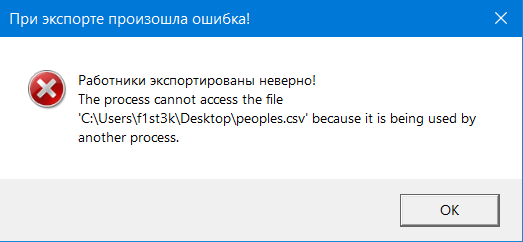 При экспорте произошла ошибка!
Работники экспортированы неверно!
The process cannot access the file
'C:\Users\f1st3k\Desktop\peoples.csv' because it is being used by
another process.
OK